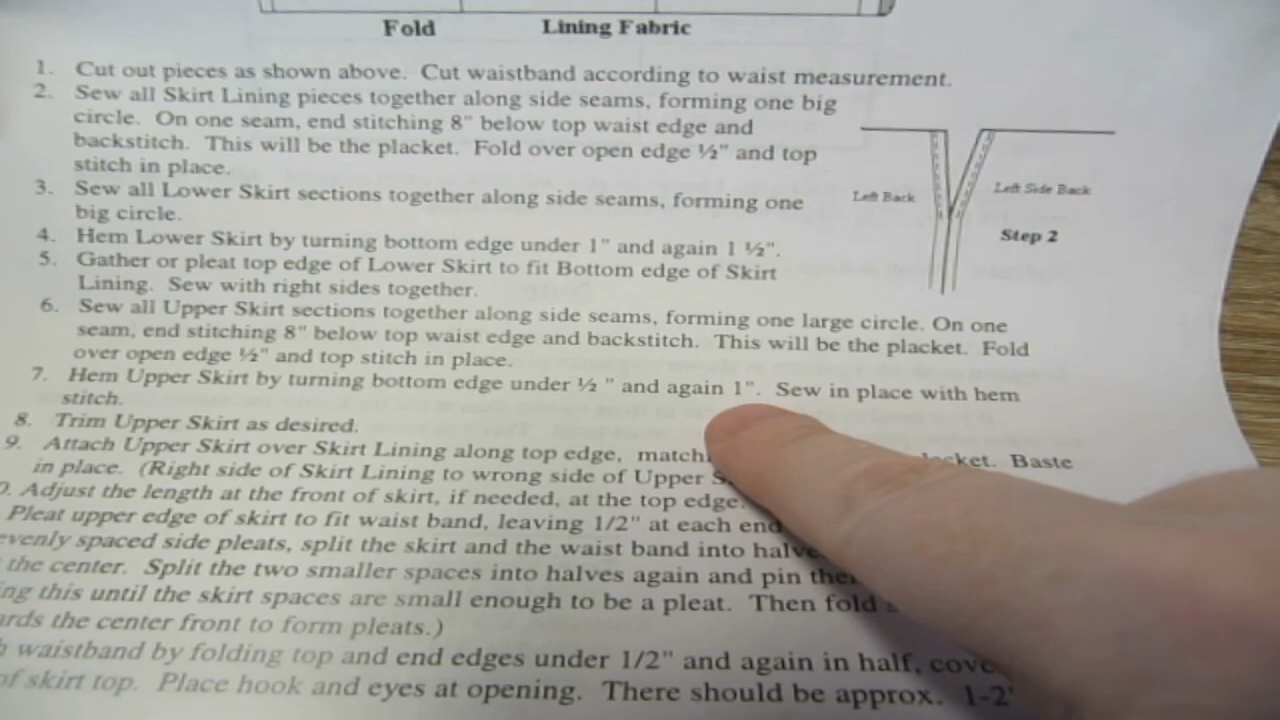 Fold Lining Fabric
1. Cut out pieces as shown above. Cut waistband according to waist measurement.
2. Sew all Skirt Lining pieces together along side seams, forming one big
circle. On one seam, end stitching 8" below top waist edge and
backstitch. This will be the placket. Fold over open edge ½" and top
stitch in place.
3. Sew all Lower Skirt sections together along side seams, forming one
big circle.
4. Hem Lower Skirt by turning bottom edge under 1" and again 1 ½".
5. Gather or pleat top edge of Lower Skirt to fit Bottom edge of Skirt
Lining. Sew with right sides together.
Left Back
Left Side Back
Step 2
6. Sew all Upper Skirt sections together along side seams, forming one large circle. On one
seam, end stitching 8" below top waist edge and backstitch. This will be the placket. Fold
over open edge ½" and top stitch in place.
7. Hem Upper Skirt by turning bottom edge under ½ " and again 1". Sew in place with hem
stitch.
8. Trim Upper Skirt as desired.
9. Attach Upper Skirt over Skirt Lining along top edge, Baste
in place. (Right side of Skirt Lining to wrong side of Upper
Adjust the length at the front of skirt, if needed, at the top edge.
Pleat upper edge of skirt to fit waist band, leaving 1/2" at each end
evenly spaced side pleats, split the skirt and the waist band into
the center. Split the two smaller spaces into halves again and pin
this until the skirt spaces are small enough to be a pleat. Then fold
the center front to form pleats.)
waistband by folding top and end edges under 1/2" and again in half,
of skirt top. Place hook and eyes at opening. There should be approx. 1-2"